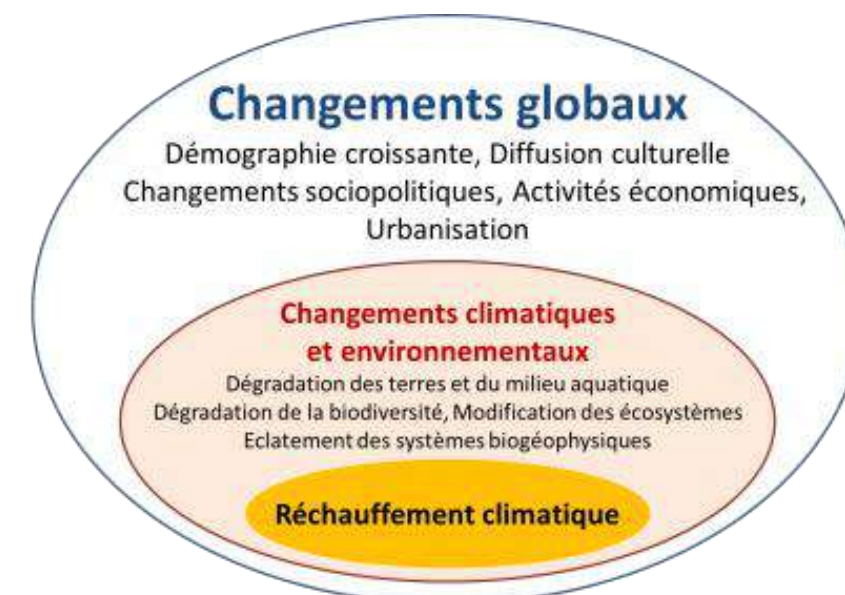 Changements globaux
Démographie croissante, Diffusion culturelle
Changements sociopolitiques, Activités économiques,
Urbanisation
Changements climatiques
et environnementaux
Dégradation des terres et du milieu aquatique
Dégradation de la biodiversité, Modification des écosystèmes
Eclatement des systèmes biogéophysiques
Réchauffement climatique